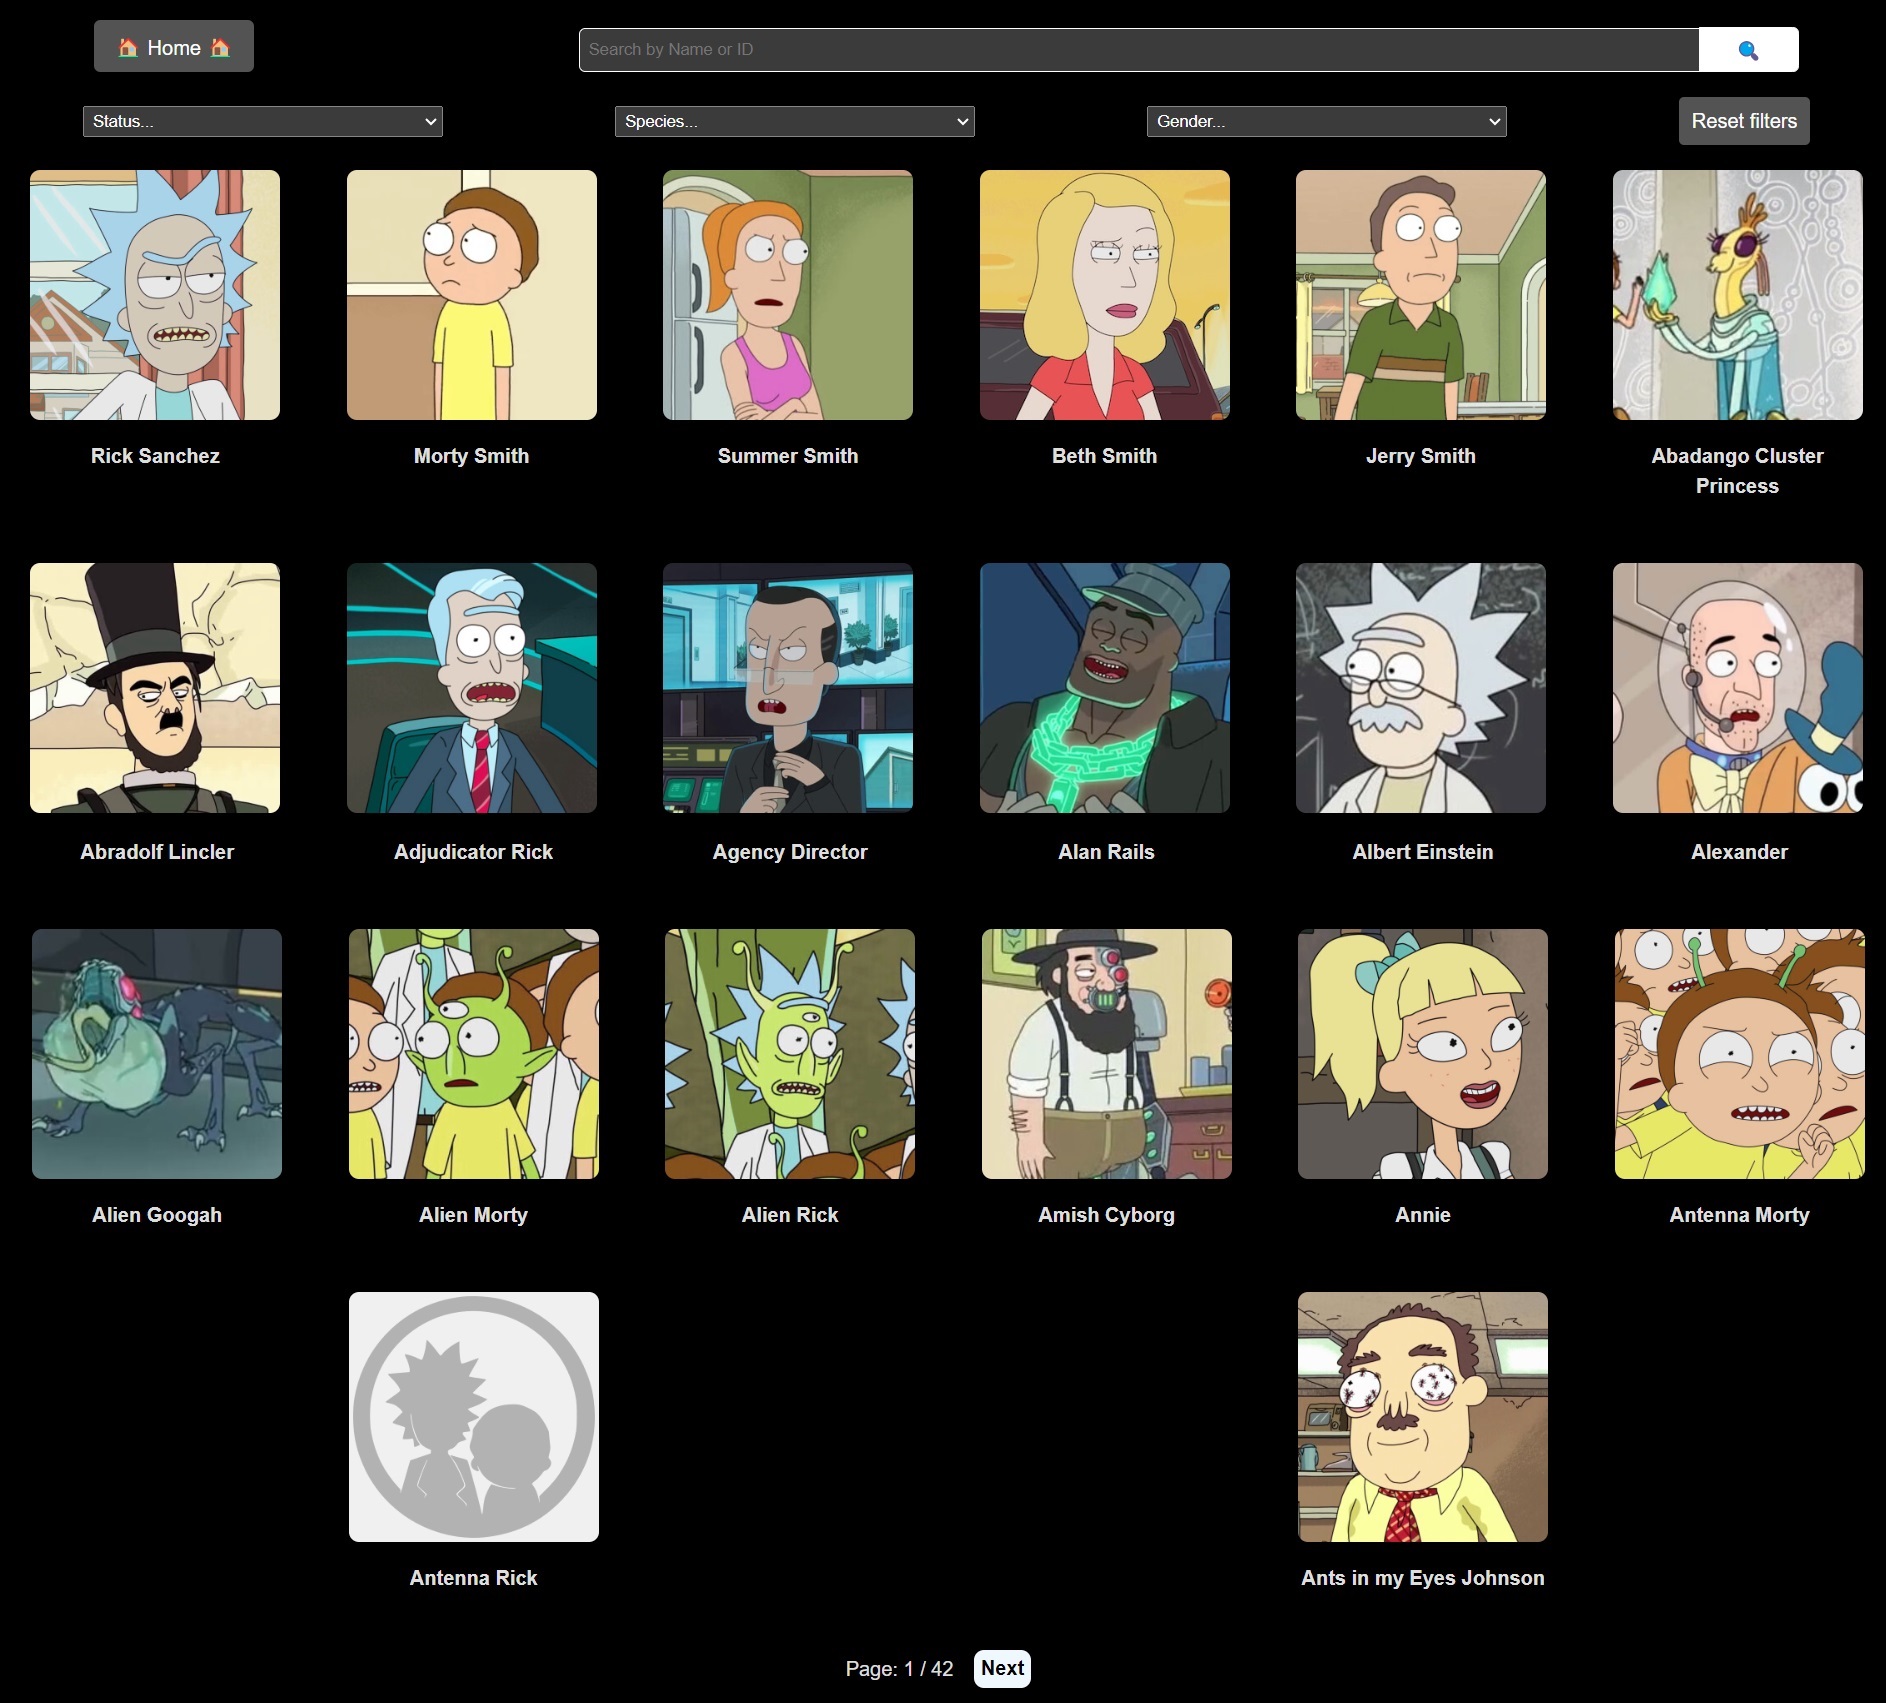 🏠 Home 🏠
Search by Name or ID
🔍
Status...
Species...
Gender...
Reset filters
Rick Sanchez
Morty Smith
Summer Smith
Beth Smith
Jerry Smith
Abadango Cluster
Princess
Abradolf Lincler
Adjudicator Rick
Agency Director
Alan Rails
Albert Einstein
Alexander
Alien Googah
Alien Morty
Alien Rick
Amish Cyborg
Annie
Antenna Morty
Antenna Rick
Ants in my Eyes Johnson
Page: 1 / 42
Next